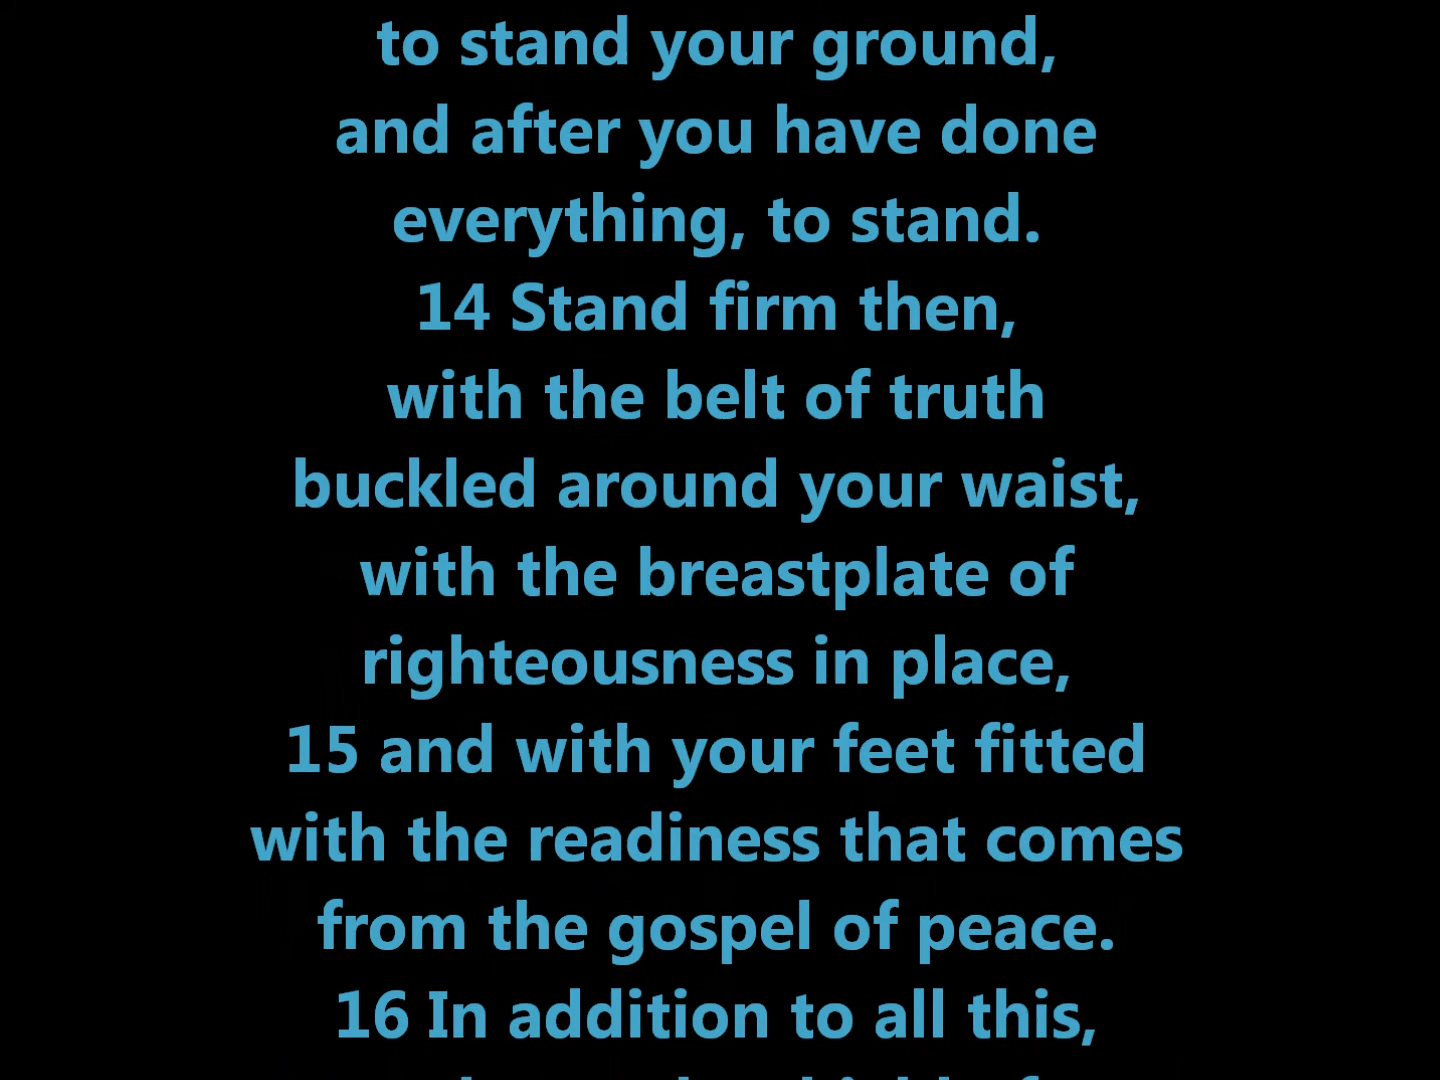 to stand your ground,
and after you have done
everything, to stand.
14 Stand firm then,
with the belt of truth
buckled around your waist,
with the breastplate of
righteousness in place,
15 and with your feet fitted
with the readiness that comes
from the gospel of peace.
16 In addition to all this,